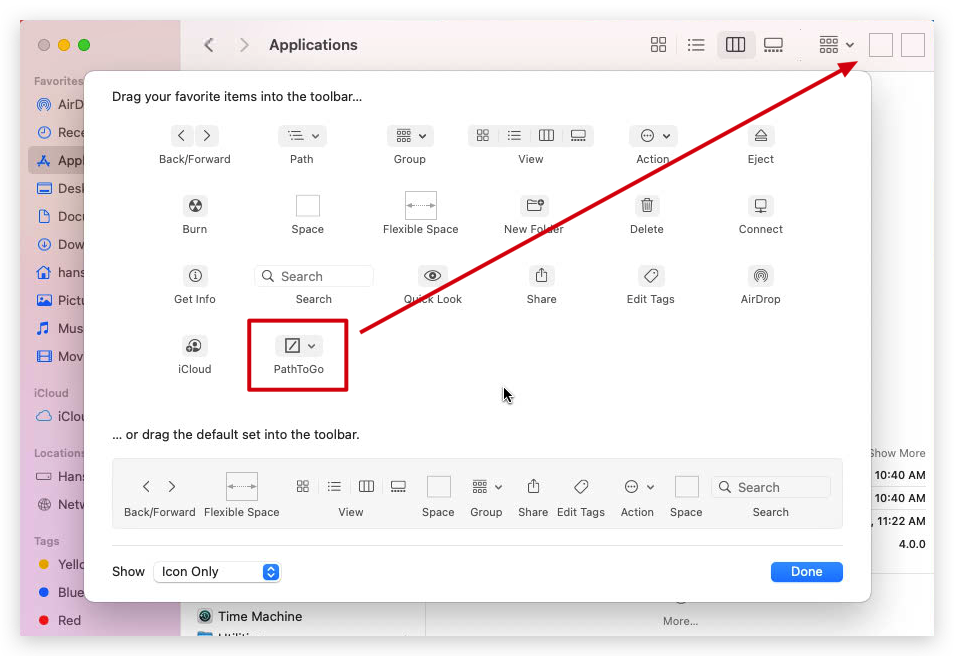 Applications
Favorites
AirD
Rece
Appl
Desk
Docu
Dow
hans
Pictu
Mus
Mov
iCloud
iClou
Locations
Hans
Netw
Tags
Yello
Blue
Red
Drag your favorite items into the toolbar...
Back/Forward Path Group View Action Eject
Burn Space Flexible Space New Folder Delete Connect
Search
Get Info Search Quick Look Share Edit Tags AirDrop
iCloud PathToGo
... or drag the default set into the toolbar.
Search
Back/Forward Flexible Space View Space Group Share Edit Tags Action Space Search
Show Icon Only Done
Show More
10:40 AM
10:40 AM
, 11:22 AM
4.0.0
Time Machine
More...